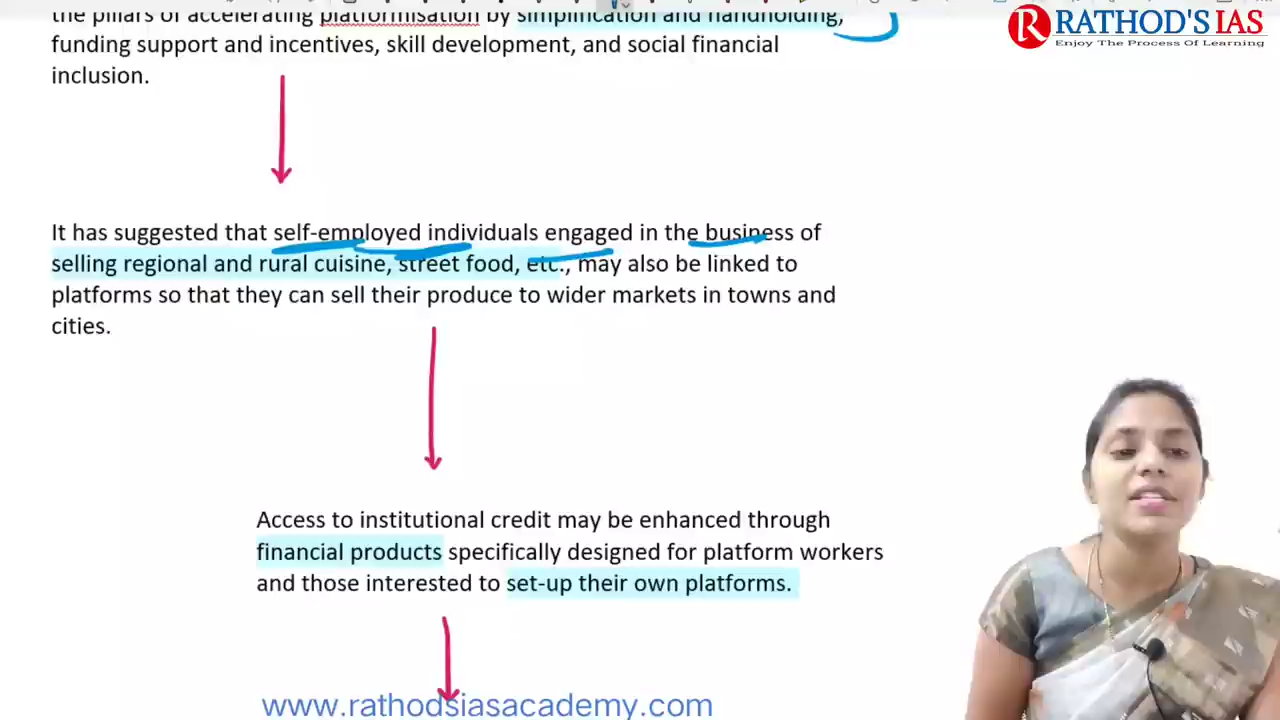 the pillars of accelerating platformisation by simplification and handholding,
funding support and incentives, skill development, and social financial
inclusion.
RATHOD'S IAS
Enjoy The Process Of Learning
It has suggested that self-employed individuals engaged in the business of
selling regional and rural cuisine, street food, etc., may also be linked to
platforms so that they can sell their produce to wider markets in towns and
cities.
Access to institutional credit may be enhanced through
financial products specifically designed for platform workers
and those interested to set-up their own platforms.
www.rathodsiasacademy.com